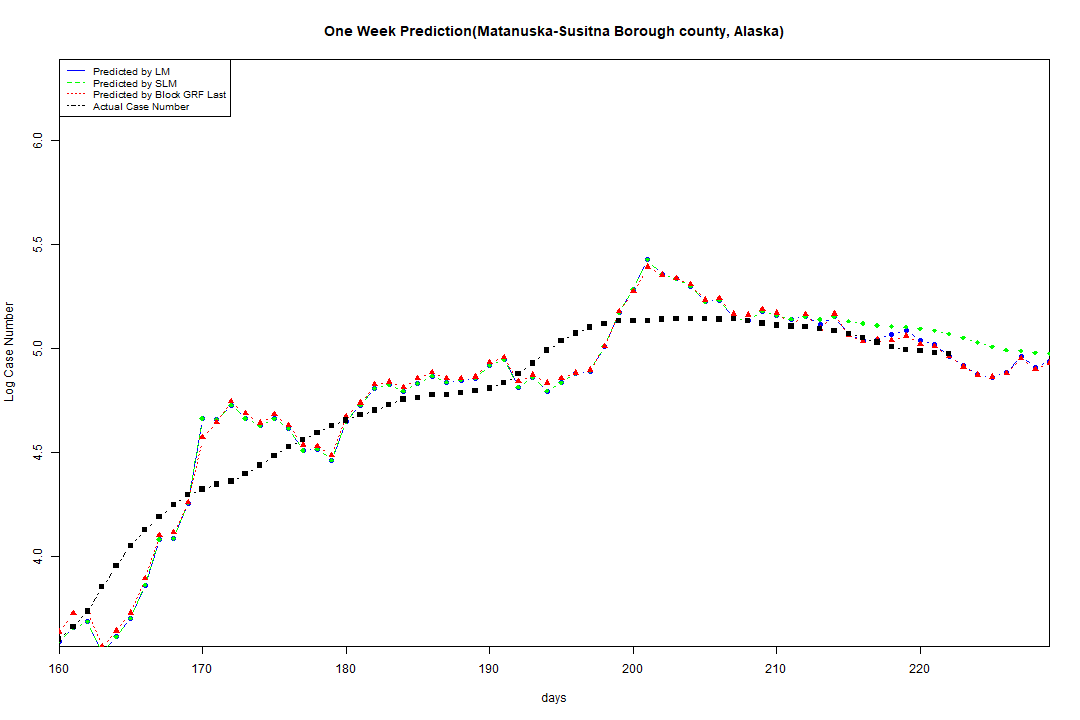 One Week Prediction(Matanuska-Susitna Borough county, Alaska)
Predicted by LM
Predicted by SLM
Predicted by Block GRF Last
Actual Case Number
6.0
5.5
5.0
4.5
4.0
Log Case Number
160 170 180 190 200 210 220
days